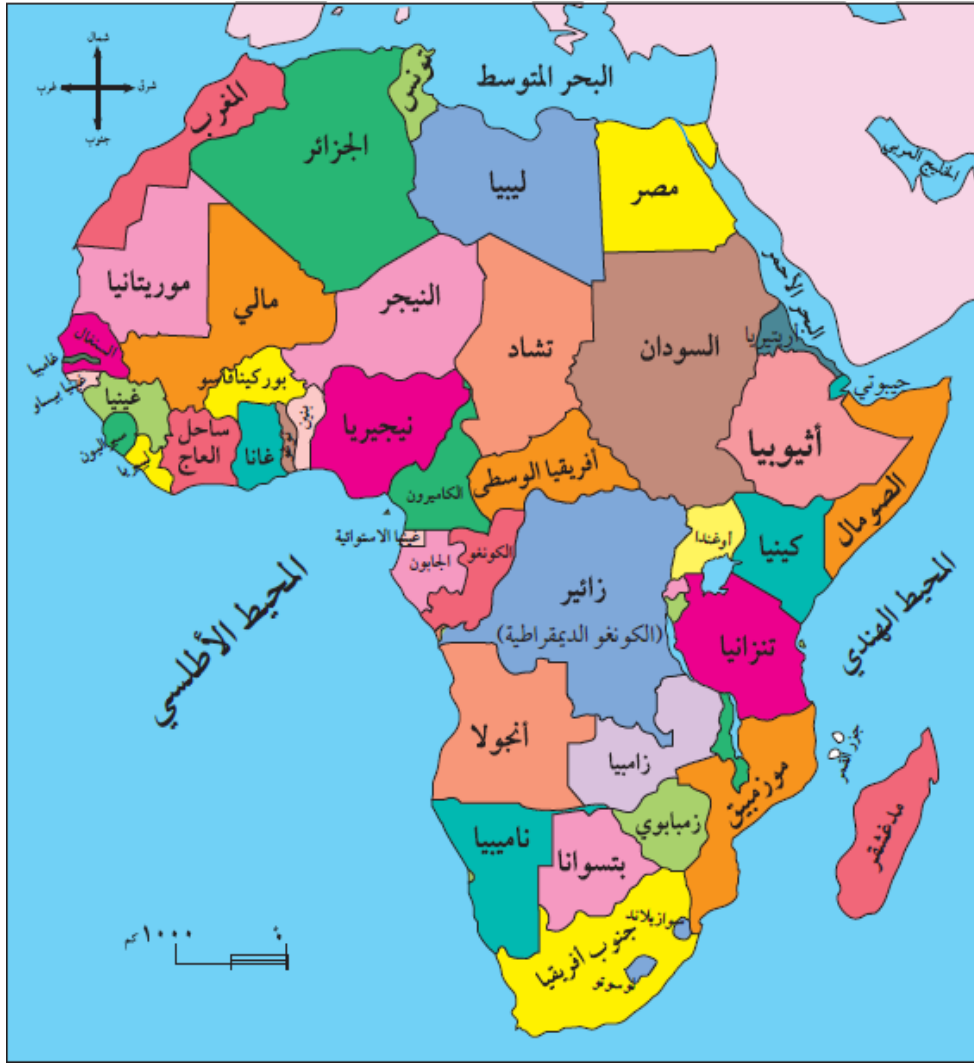 شمال
شرق
غرب
جنوب
البحر المتوسط
الخليج العربي
البحر الأحمر
المغرب
الجزائر
تونس
ليبيا
مصر
موريتانيا
مالي
النيجر
تشاد
السودان
اريتيريا
جيبوتي
السنغال
غامبيا
غينيا بيساو
غينيا
سيراليون
ليبيريا
ساحل
العاج
بوركينافاسو
غانا
توغو
بنين
نيجيريا
الكاميرون
أفريقيا الوسطى
أثيوبيا
الصومال
غينيا الاستوائية
الجابون
الكونغو
زائير
(الكونغو الديمقراطية)
أوغندا
كينيا
تنزانيا
المحيط الأطلسي
المحيط الهندي
أنجولا
زامبيا
موزمبيق
جزر القمر
مدغشقر
ناميبيا
بتسوانا
زمبابوي
سوازيلاند
جنوب أفريقيا
ليسوتو
١٠٠٠ كم